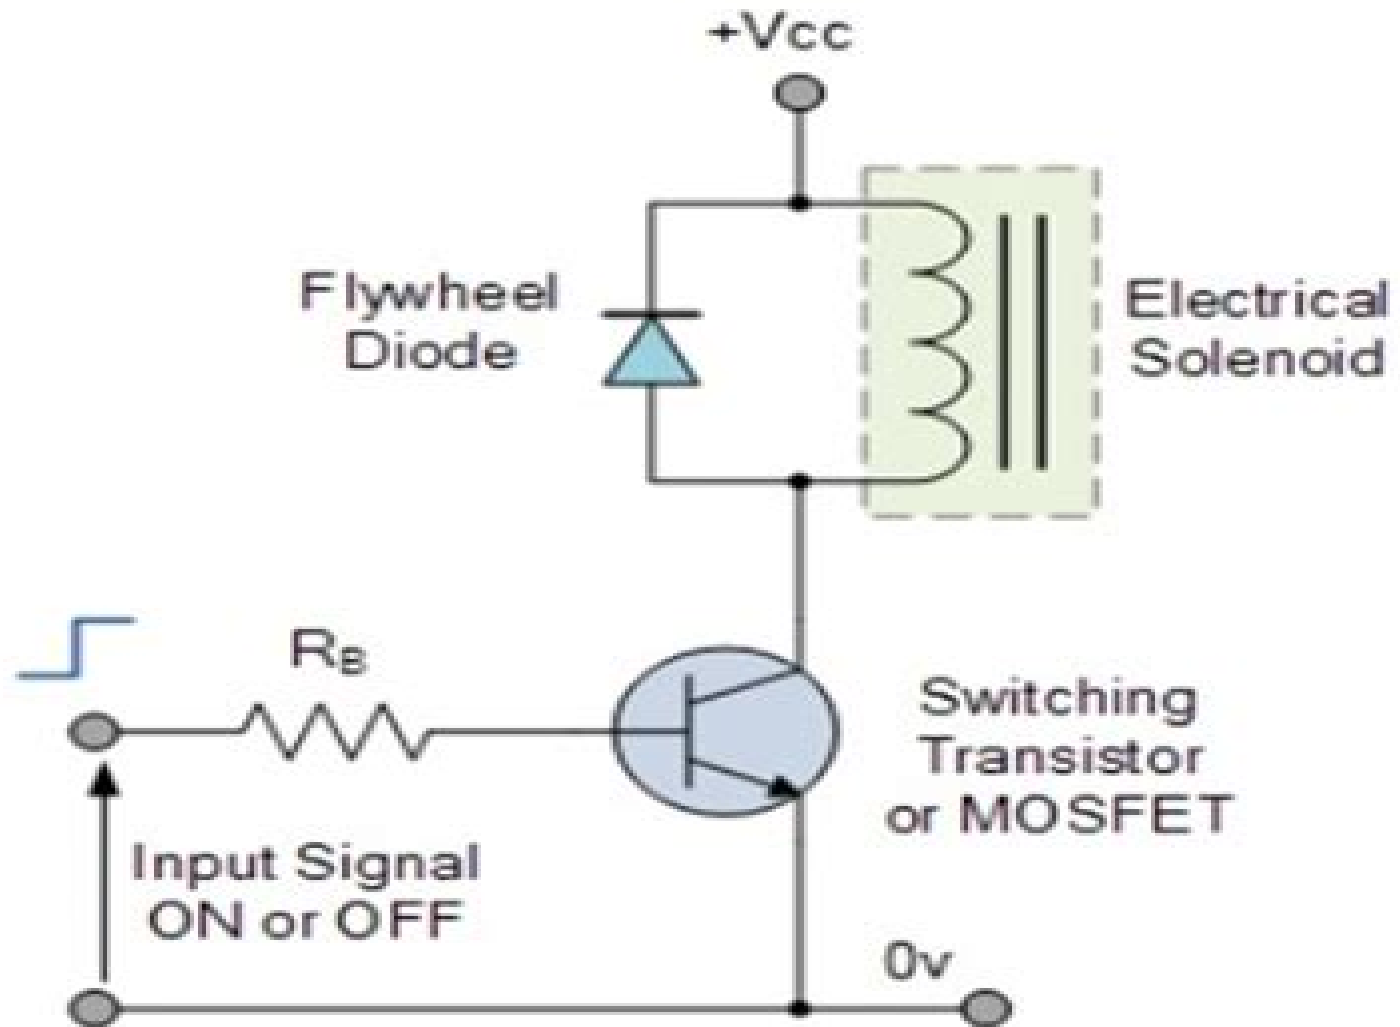 +Vcc
Flywheel
Diode
Electrical
Solenoid
RB
Switching
Transistor
or MOSFET
Input Signal
ON or OFF
0v